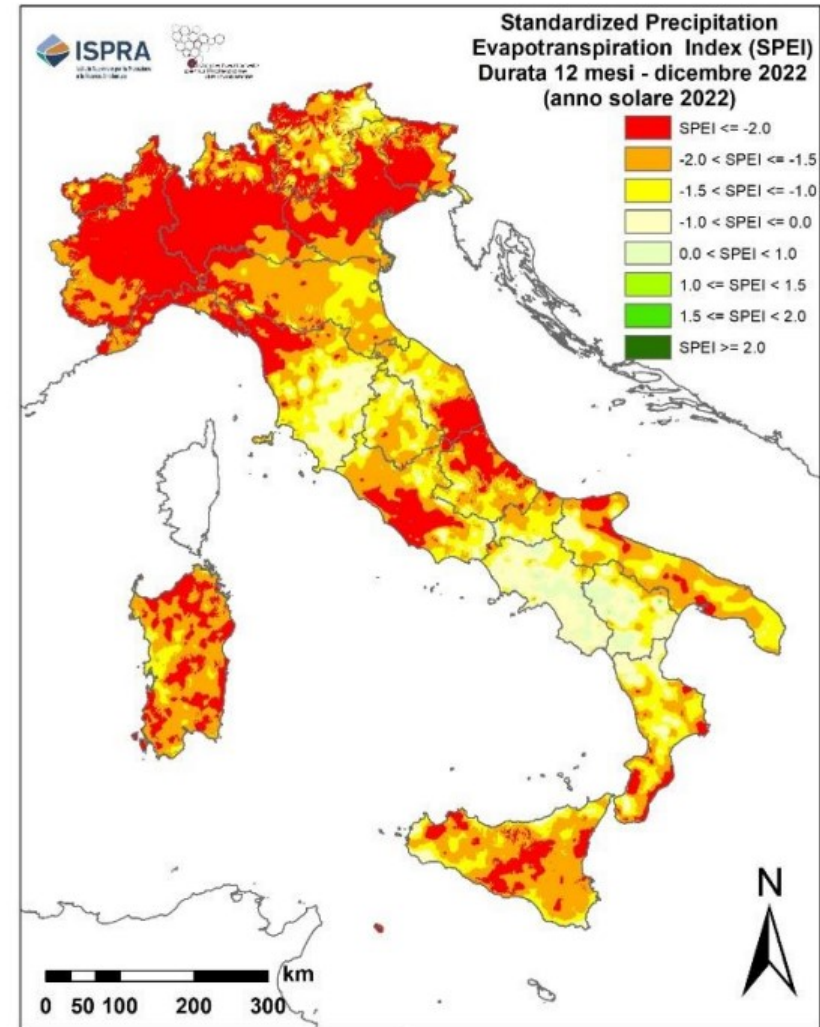 ISPRA
Standardized Precipitation
Evapotranspiration Index (SPEI)
Durata 12 mesi - dicembre 2022
(anno solare 2022)
SPEI <= -2.0
-2.0 < SPEI <= -1.5
-1.5 < SPEI <= -1.0
-1.0 < SPEI <= 0.0
0.0 < SPEI < 1.0
1.0 <= SPEI < 1.5
1.5 <= SPEI < 2.0
SPEI >= 2.0
N
km
0 50 100 200 300